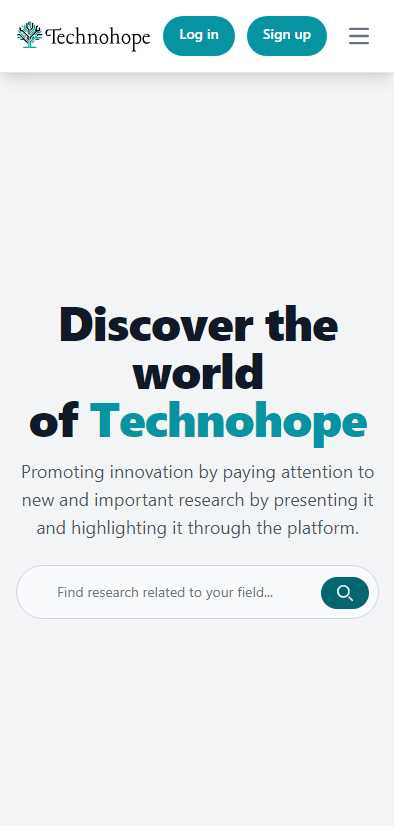 Technohope
Log in
Sign up
Discover the
world
of Technohope
Promoting innovation by paying attention to
new and important research by presenting it
and highlighting it through the platform.
Find research related to your field...